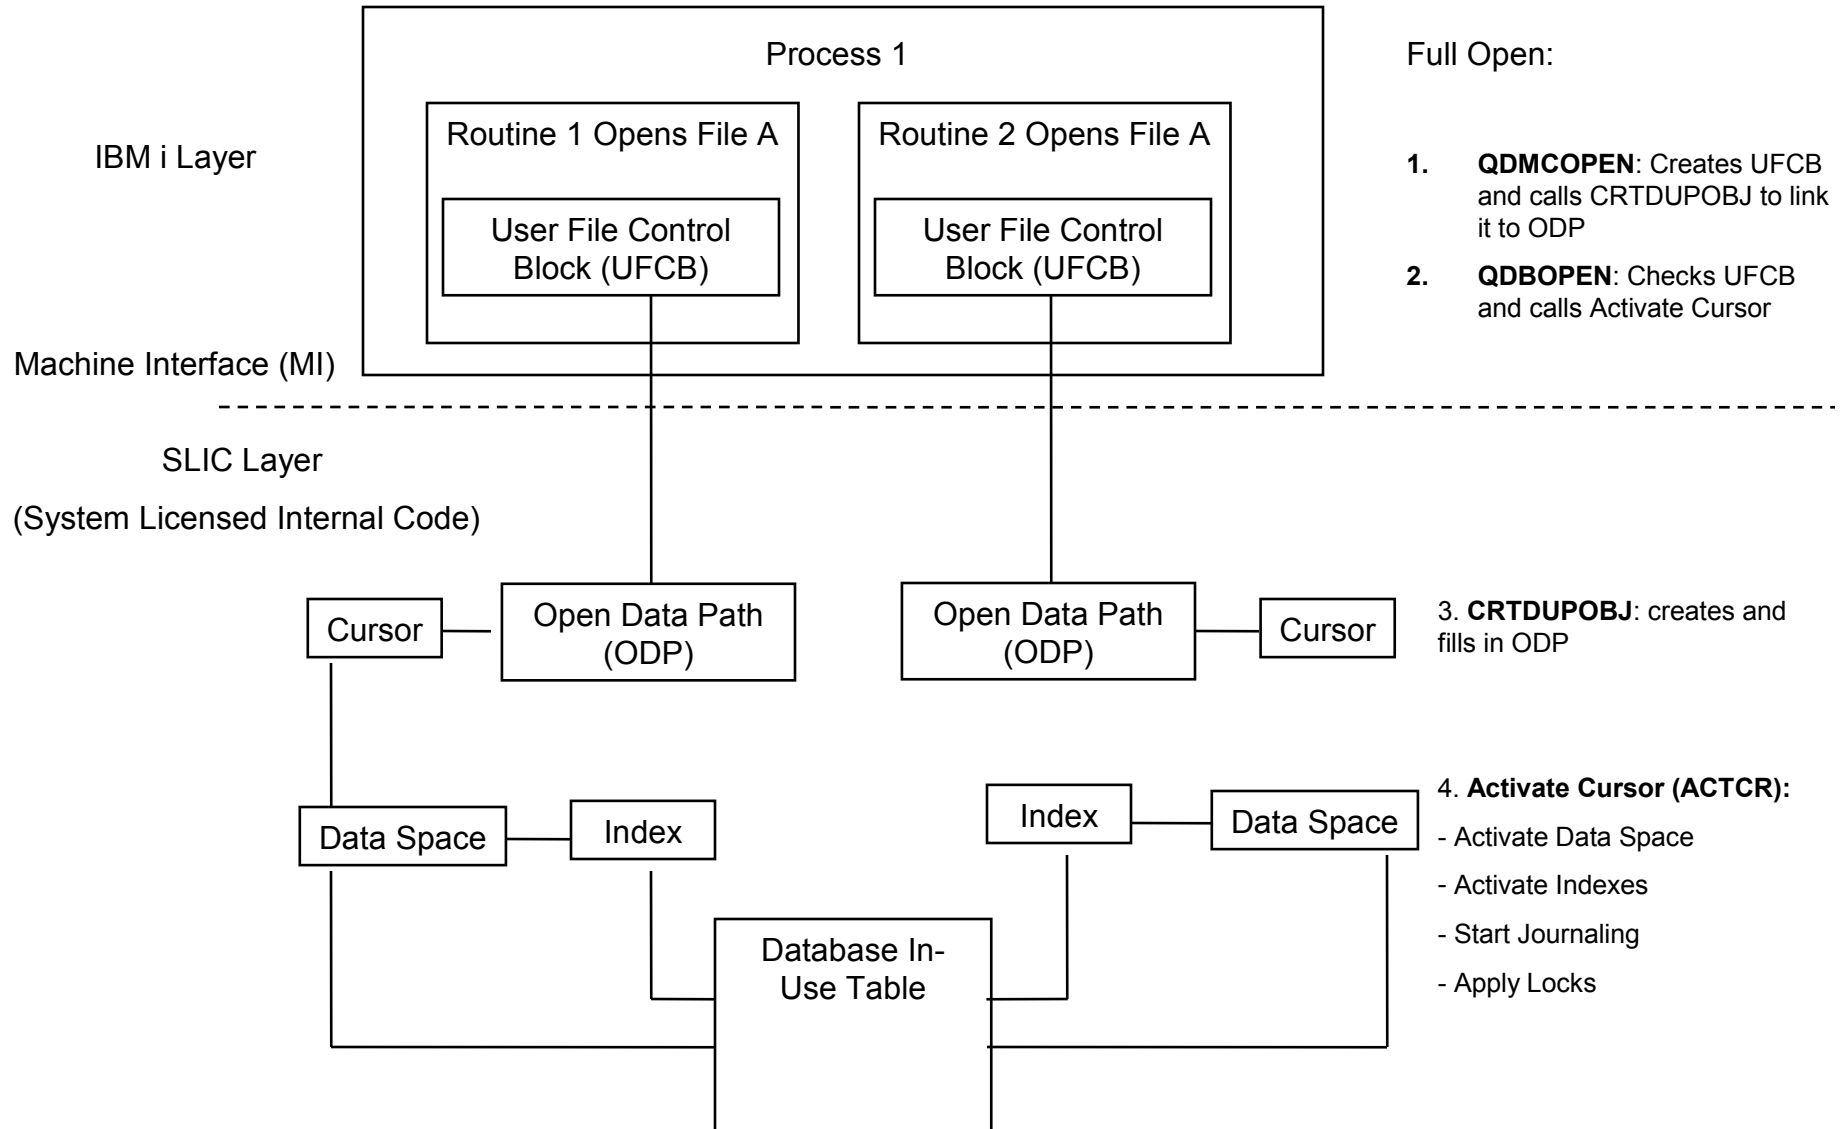 Process 1
Full Open:
IBM i Layer
Routine 1 Opens File A
Routine 2 Opens File A
User File Control
Block (UFCB)
User File Control
Block (UFCB)
1. QDMCOPEN: Creates UFCB
and calls CRTDUPOBJ to link
it to ODP
2. QDBOPEN: Checks UFCB
and calls Activate Cursor
Machine Interface (MI)
SLIC Layer
(System Licensed Internal Code)
Cursor
Open Data Path
(ODP)
Open Data Path
(ODP)
Cursor
3. CRTDUPOBJ: creates and
fills in ODP
Data Space
Index
Index
Data Space
4. Activate Cursor (ACTCR):
- Activate Data Space
- Activate Indexes
- Start Journaling
- Apply Locks
Database In-
Use Table